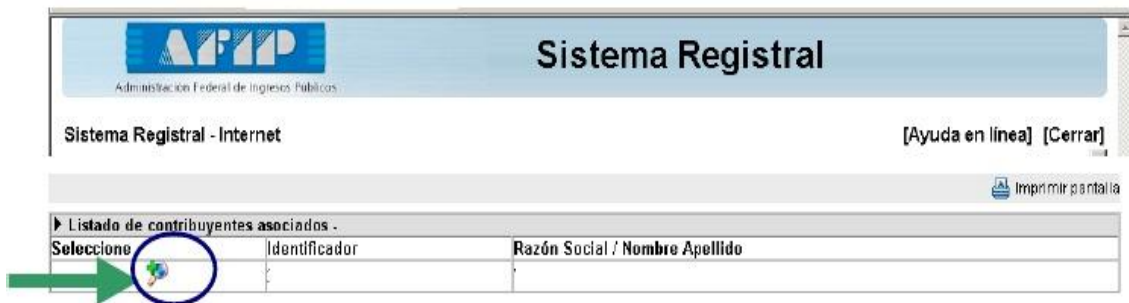 AFIP
Sistema Registral
Administración Federal de Ingresos Públicos
Sistema Registral - Internet [Ayuda en línea] [Cerrar]
Imprimir pantalla
Listado de contribuyentes asociados -
Seleccione Identificador Razón Social / Nombre Apellido